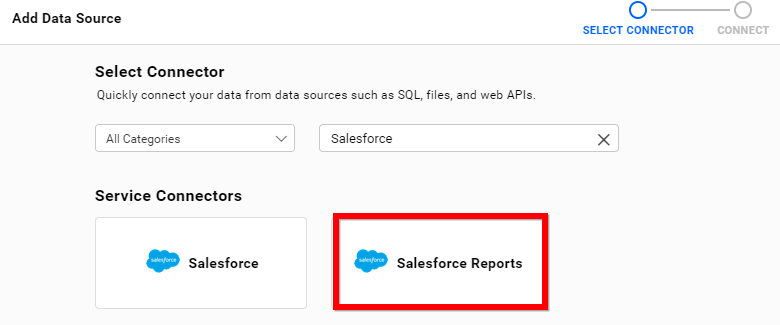 Add Data Source
SELECT CONNECTOR
CONNECT
Select Connector
Quickly connect your data from data sources such as SQL, files, and web APIs.
All Categories
Salesforce
Service Connectors
salesforce Salesforce
salesforce Salesforce Reports